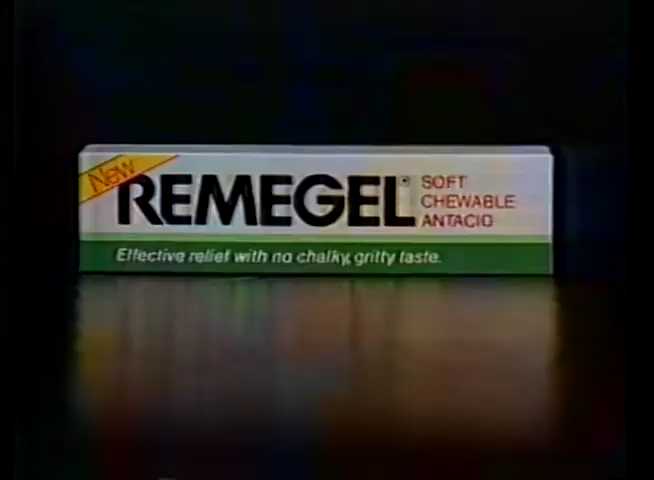 New
REMEGEL®
SOFT
CHEWABLE
ANTACID
Effective relief with no chalky, gritty taste.